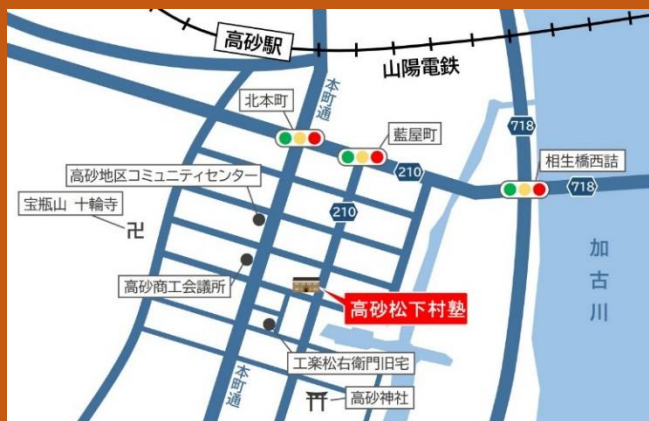 高砂駅
山陽電鉄
本町通
北本町
藍屋町
718
210
相生橋西詰
718
高砂地区コミュニティセンター
宝瓶山 十輪寺
卍
210
加古川
高砂商工会議所
高砂松下村塾
工楽松右衛門旧宅
本町通
高砂神社